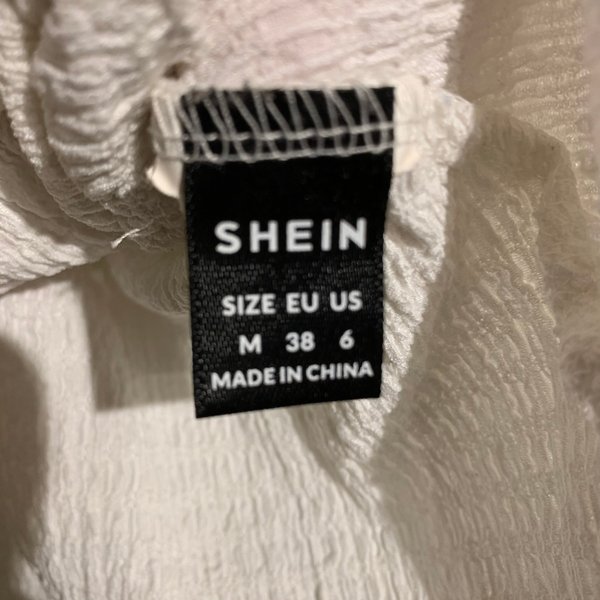 SHEIN
SIZE EU US
M 38 6
MADE IN CHINA